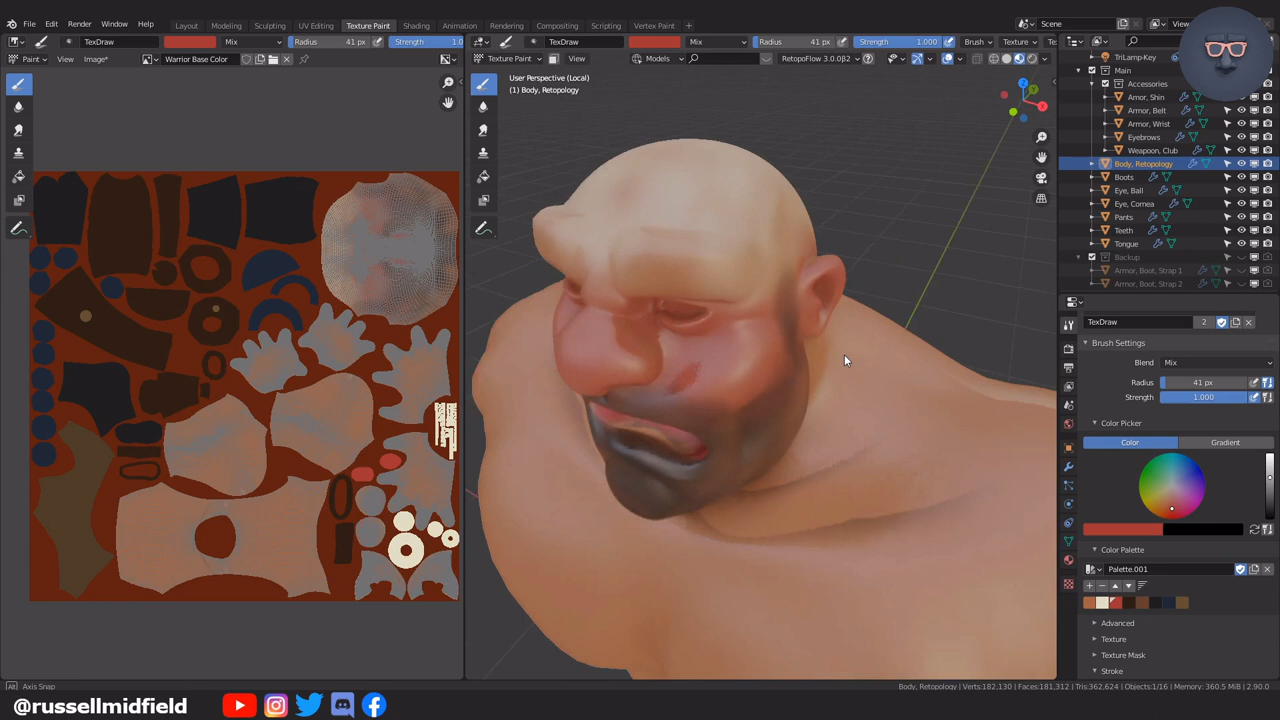 File Edit Render Window Help Layout Modeling Sculpting UV Editing Texture Paint Shading Animation Rendering Compositing Scripting Vertex Paint + Scene View
TexDraw Mix Radius 41 px Strength 1.0 TexDraw Mix Radius 41 px Strength 1.000 Brush Texture
Paint View Image* Warrior Base Color Texture Paint View Models RetopoFlow 3.0.0β2
User Perspective (Local)
(1) Body, Retopology
TriLamp-Key
Main
Accessories
Armor, Shin
Armor, Belt
Armor, Wrist
Eyebrows
Weapoon, Club
Body, Retopology
Boots
Eye, Ball
Eye, Cornea
Pants
Teeth
Tongue
Backup
Armor, Boot, Strap 1
Armor, Boot, Strap 2
TexDraw 2
Brush Settings
Blend Mix
Radius 41 px
Strength 1.000
Color Picker
Color Gradient
Color Palette
Palette.001
Advanced
Texture
Texture Mask
Stroke
Alt Axis Snap
Body, Retopology | Verts:182,130 | Faces:181,312 | Tris:362,624 | Objects:1/16 | Memory: 360.5 MiB | 2.90.0
@russellmidfield